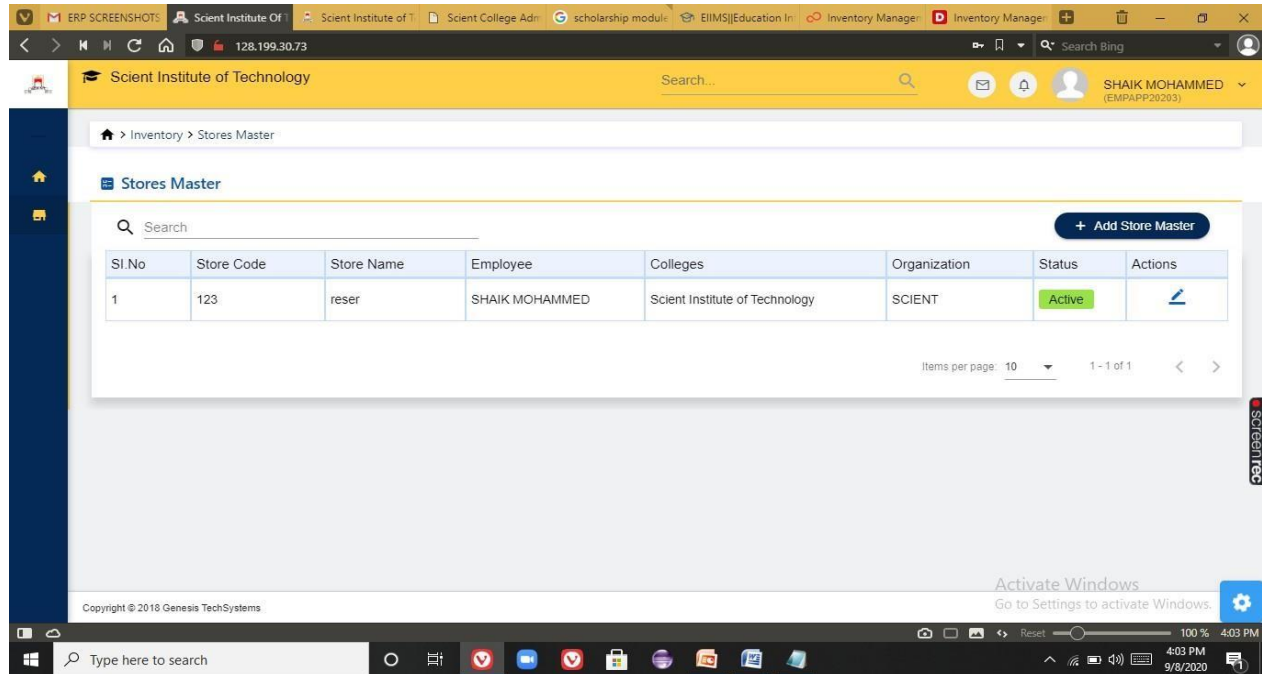 ERP SCREENSHOTS Scient Institute Of T Scient Institute of T Scient College Adm scholarship module EIIMS||Education In Inventory Manager Inventory Manager
128.199.30.73 Search Bing
Scient Institute of Technology Search... SHAIK MOHAMMED
(EMPAPP20203)
> Inventory > Stores Master
Stores Master
Search + Add Store Master
SI.No Store Code Store Name Employee Colleges Organization Status Actions
1 123 reser SHAIK MOHAMMED Scient Institute of Technology SCIENT Active
Items per page: 10 1 - 1 of 1
screenrec
Activate Windows
Go to Settings to activate Windows.
Copyright @ 2018 Genesis TechSystems
Reset 100 % 4:03 PM
Type here to search 4:03 PM
9/8/2020